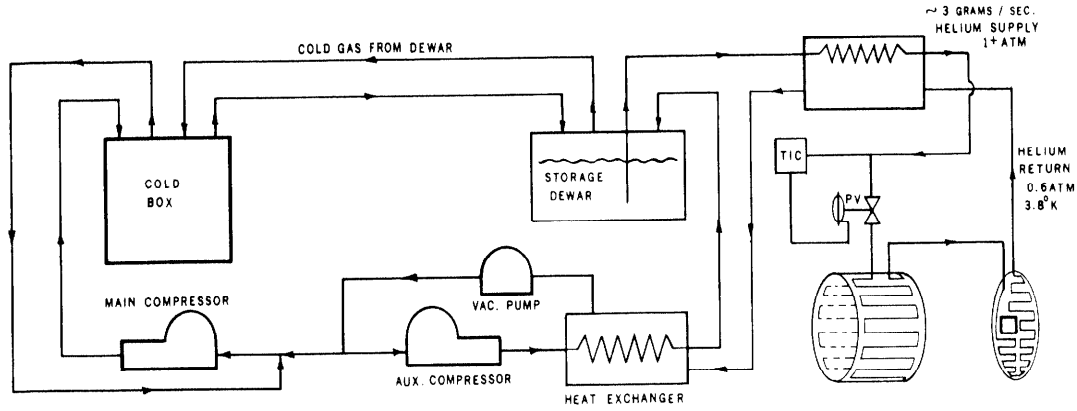 ~ 3 GRAMS / SEC.
HELIUM SUPPLY
1+ ATM
COLD GAS FROM DEWAR
COLD
BOX
STORAGE
DEWAR
TIC
PV
HELIUM
RETURN
0.6ATM
3.8°K
MAIN COMPRESSOR
VAC. PUMP
AUX. COMPRESSOR
HEAT EXCHANGER